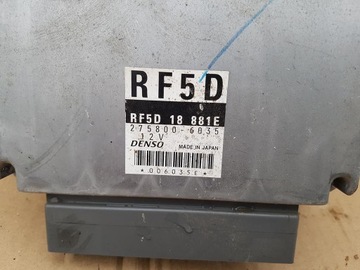 RF5D
RF5D 18 881E
275800-6035
12V
DENSO MADE IN JAPAN
*0D6035E*